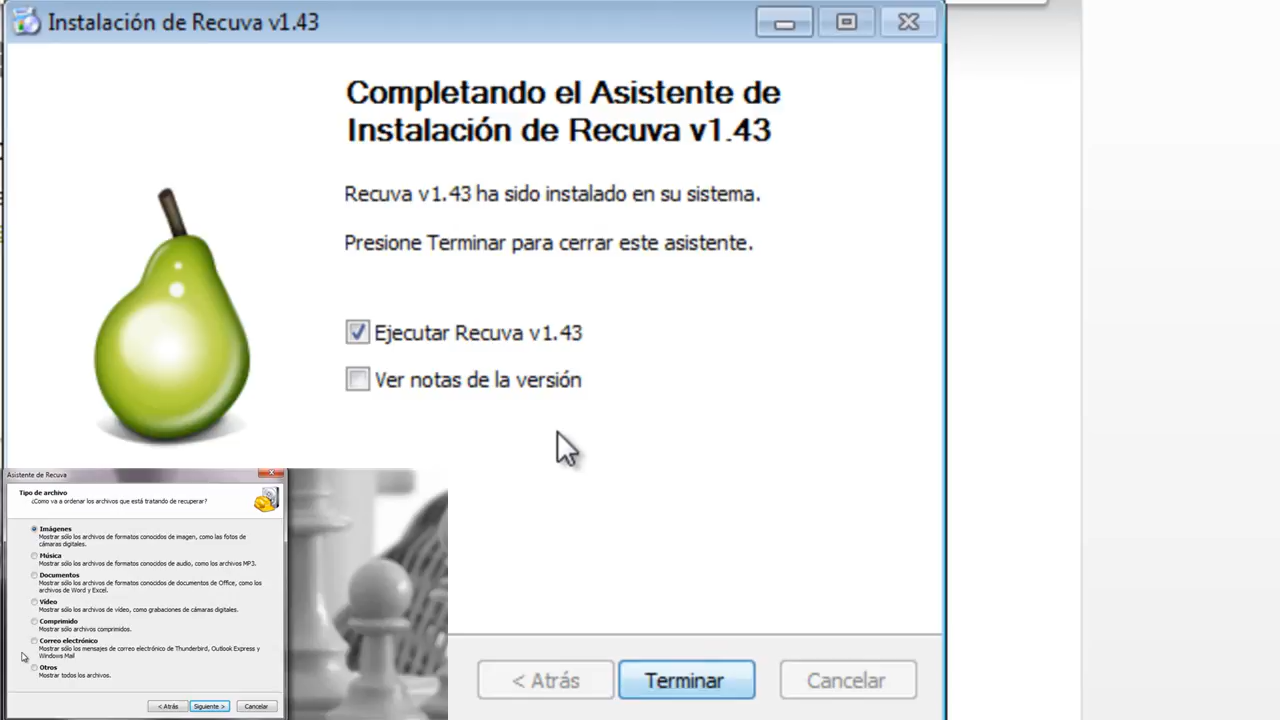 Instalación de Recuva v1.43
Completando el Asistente de
Instalación de Recuva v1.43
Recuva v1.43 ha sido instalado en su sistema.
Presione Terminar para cerrar este asistente.
Ejecutar Recuva v1.43
Ver notas de la versión
< Atrás
Terminar
Cancelar
Asistente de Recuva
Tipo de archivo
¿Como va a ordenar los archivos que está tratando de recuperar?
Imágenes
Mostrar sólo los archivos de formatos conocidos de imagen, como las fotos de
cámaras digitales.
Música
Mostrar sólo los archivos de formatos conocidos de audio, como los archivos MP3.
Documentos
Mostrar sólo los archivos de formatos conocidos de documentos de Office, como los
archivos de Word y Excel.
Vídeo
Mostrar sólo los archivos de vídeo, como grabaciones de cámaras digitales.
Comprimido
Mostrar sólo archivos comprimidos.
Correo electrónico
Mostrar sólo los mensajes de correo electrónico de Thunderbird, Outlook Express y
Windows Mail
Otros
Mostrar todos los archivos.
< Atrás
Siguiente >
Cancelar